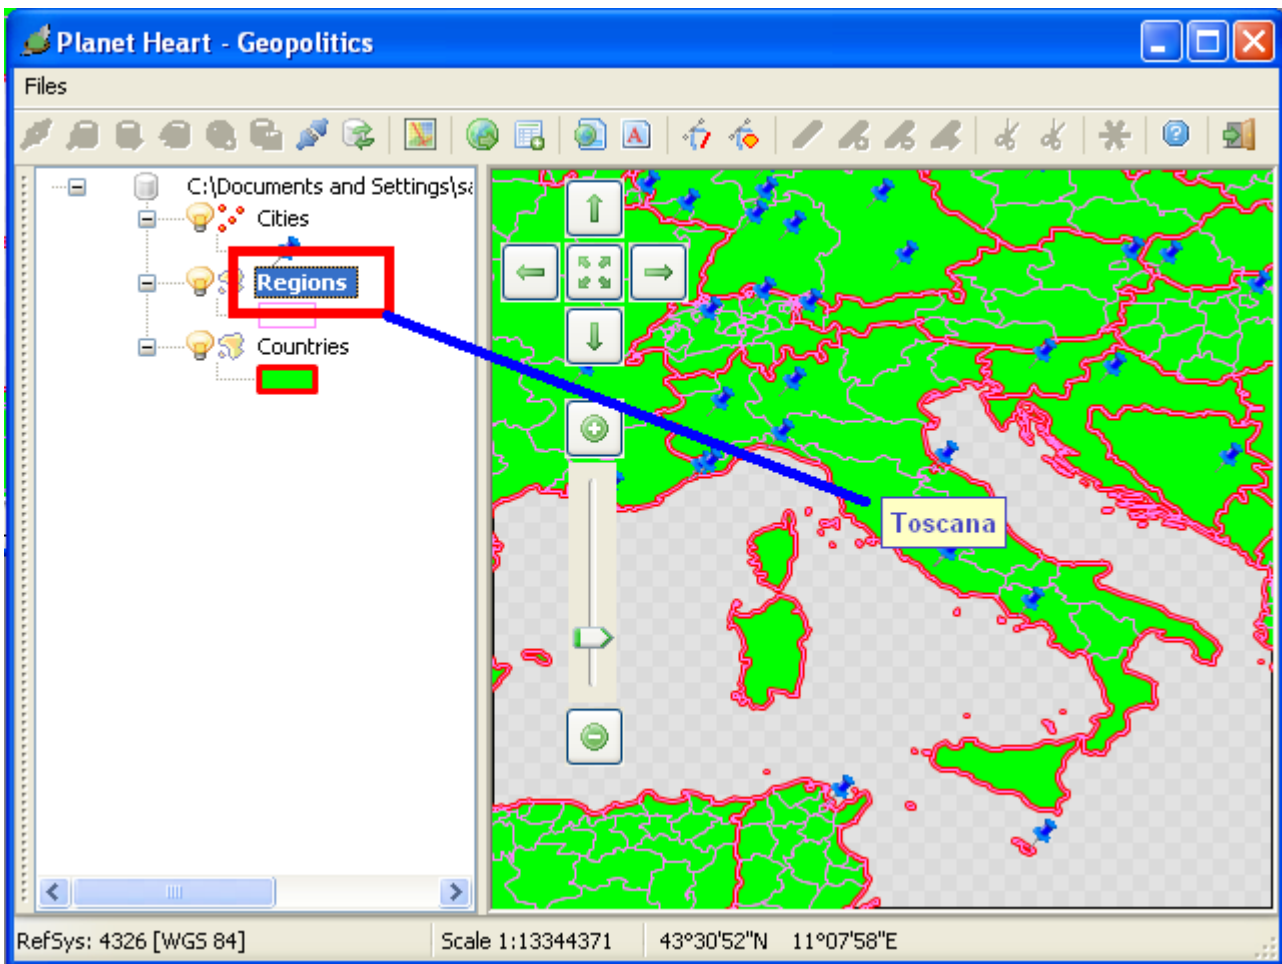 Planet Heart - Geopolitics
Files
A
C:\Documents and Settings\sa
Cities
Regions
Countries
Toscana
RefSys: 4326 [WGS 84] Scale 1:13344371 43°30'52"N 11°07'58"E